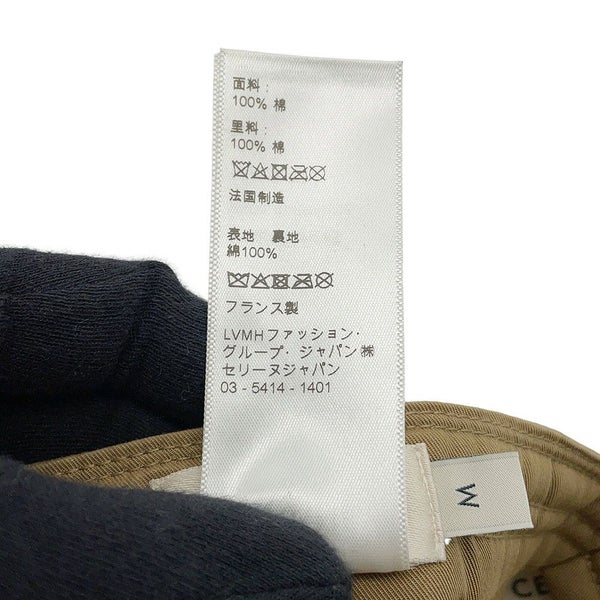 面料：
100% 棉
里料：
100% 棉
法国制造
表地 裏地
綿100%
フランス製
LVMHファッション・
グループ・ジャパン㈱
セリーヌジャパン
03 - 5414 - 1401
M
CE